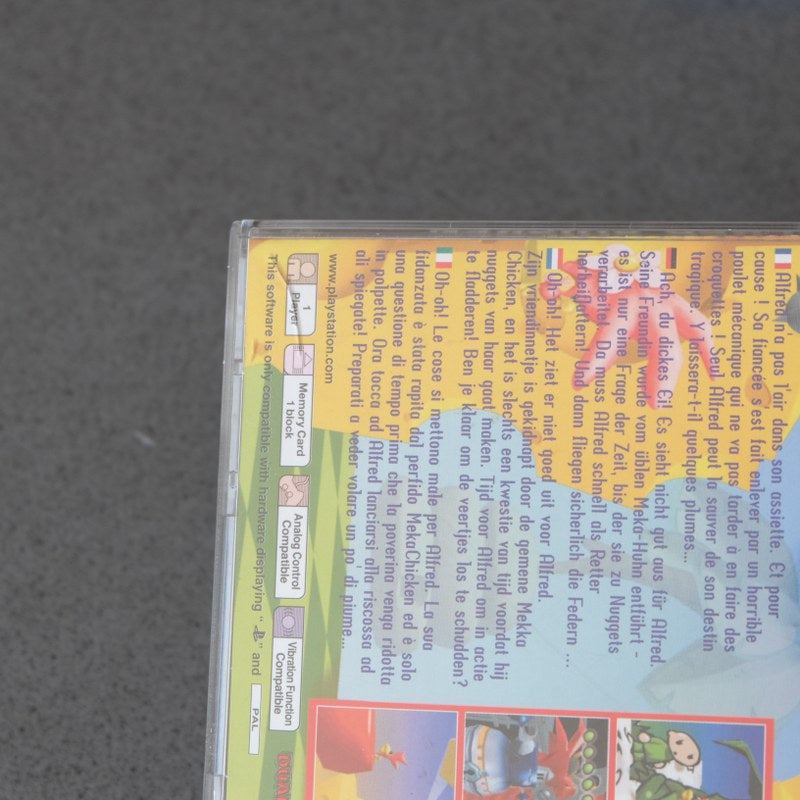 Alfred n'a pas l'air dans son assiette. Et pour
cause ! Sa fiancée s'est fait enlever par un horrible
poulet mécanique qui ne va pas tarder à en faire des
croquettes ! Seul Alfred peut la sauver de son destin
tragique. Y laissera-t-il quelques plumes...
Ach, du dickes Ei! Es sieht nicht gut aus für Alfred.
Seine Freundin wurde vom üblen Meka-Huhn entführt -
es ist nur eine Frage der Zeit, bis der sie zu Nuggets
verarbeitet. Da muss Alfred schnell als Retter
herbeiflattern! Und dann fliegen sicherlich die Federn ...
Oh oh! Het ziet er niet goed uit voor Alfred.
Zijn vriendinnetje is gekidnapt door de gemene Mekka
Chicken, en het is slechts een kwestie van tijd voordat hij
nuggets van haar gaat maken. Tijd voor Alfred om in actie
te fladderen! Ben je klaar om de veertjes los te schudden?
Oh-oh! Le cose si mettono male per Alfred. La sua
fidanzata è stata rapita dal perfido MekaChicken ed è solo
una questione di tempo prima che la poverina venga ridotta
in polpette. Ora tocca ad Alfred lanciarsi alla riscossa ad
ali spiegate! Preparati a veder volare un po' di piume...
www.playstation.com
1
Player
Memory Card
1 block
Analog Control
Compatible
Vibration Function
Compatible
DUAL
This software is only compatible with hardware displaying " " and
PAL